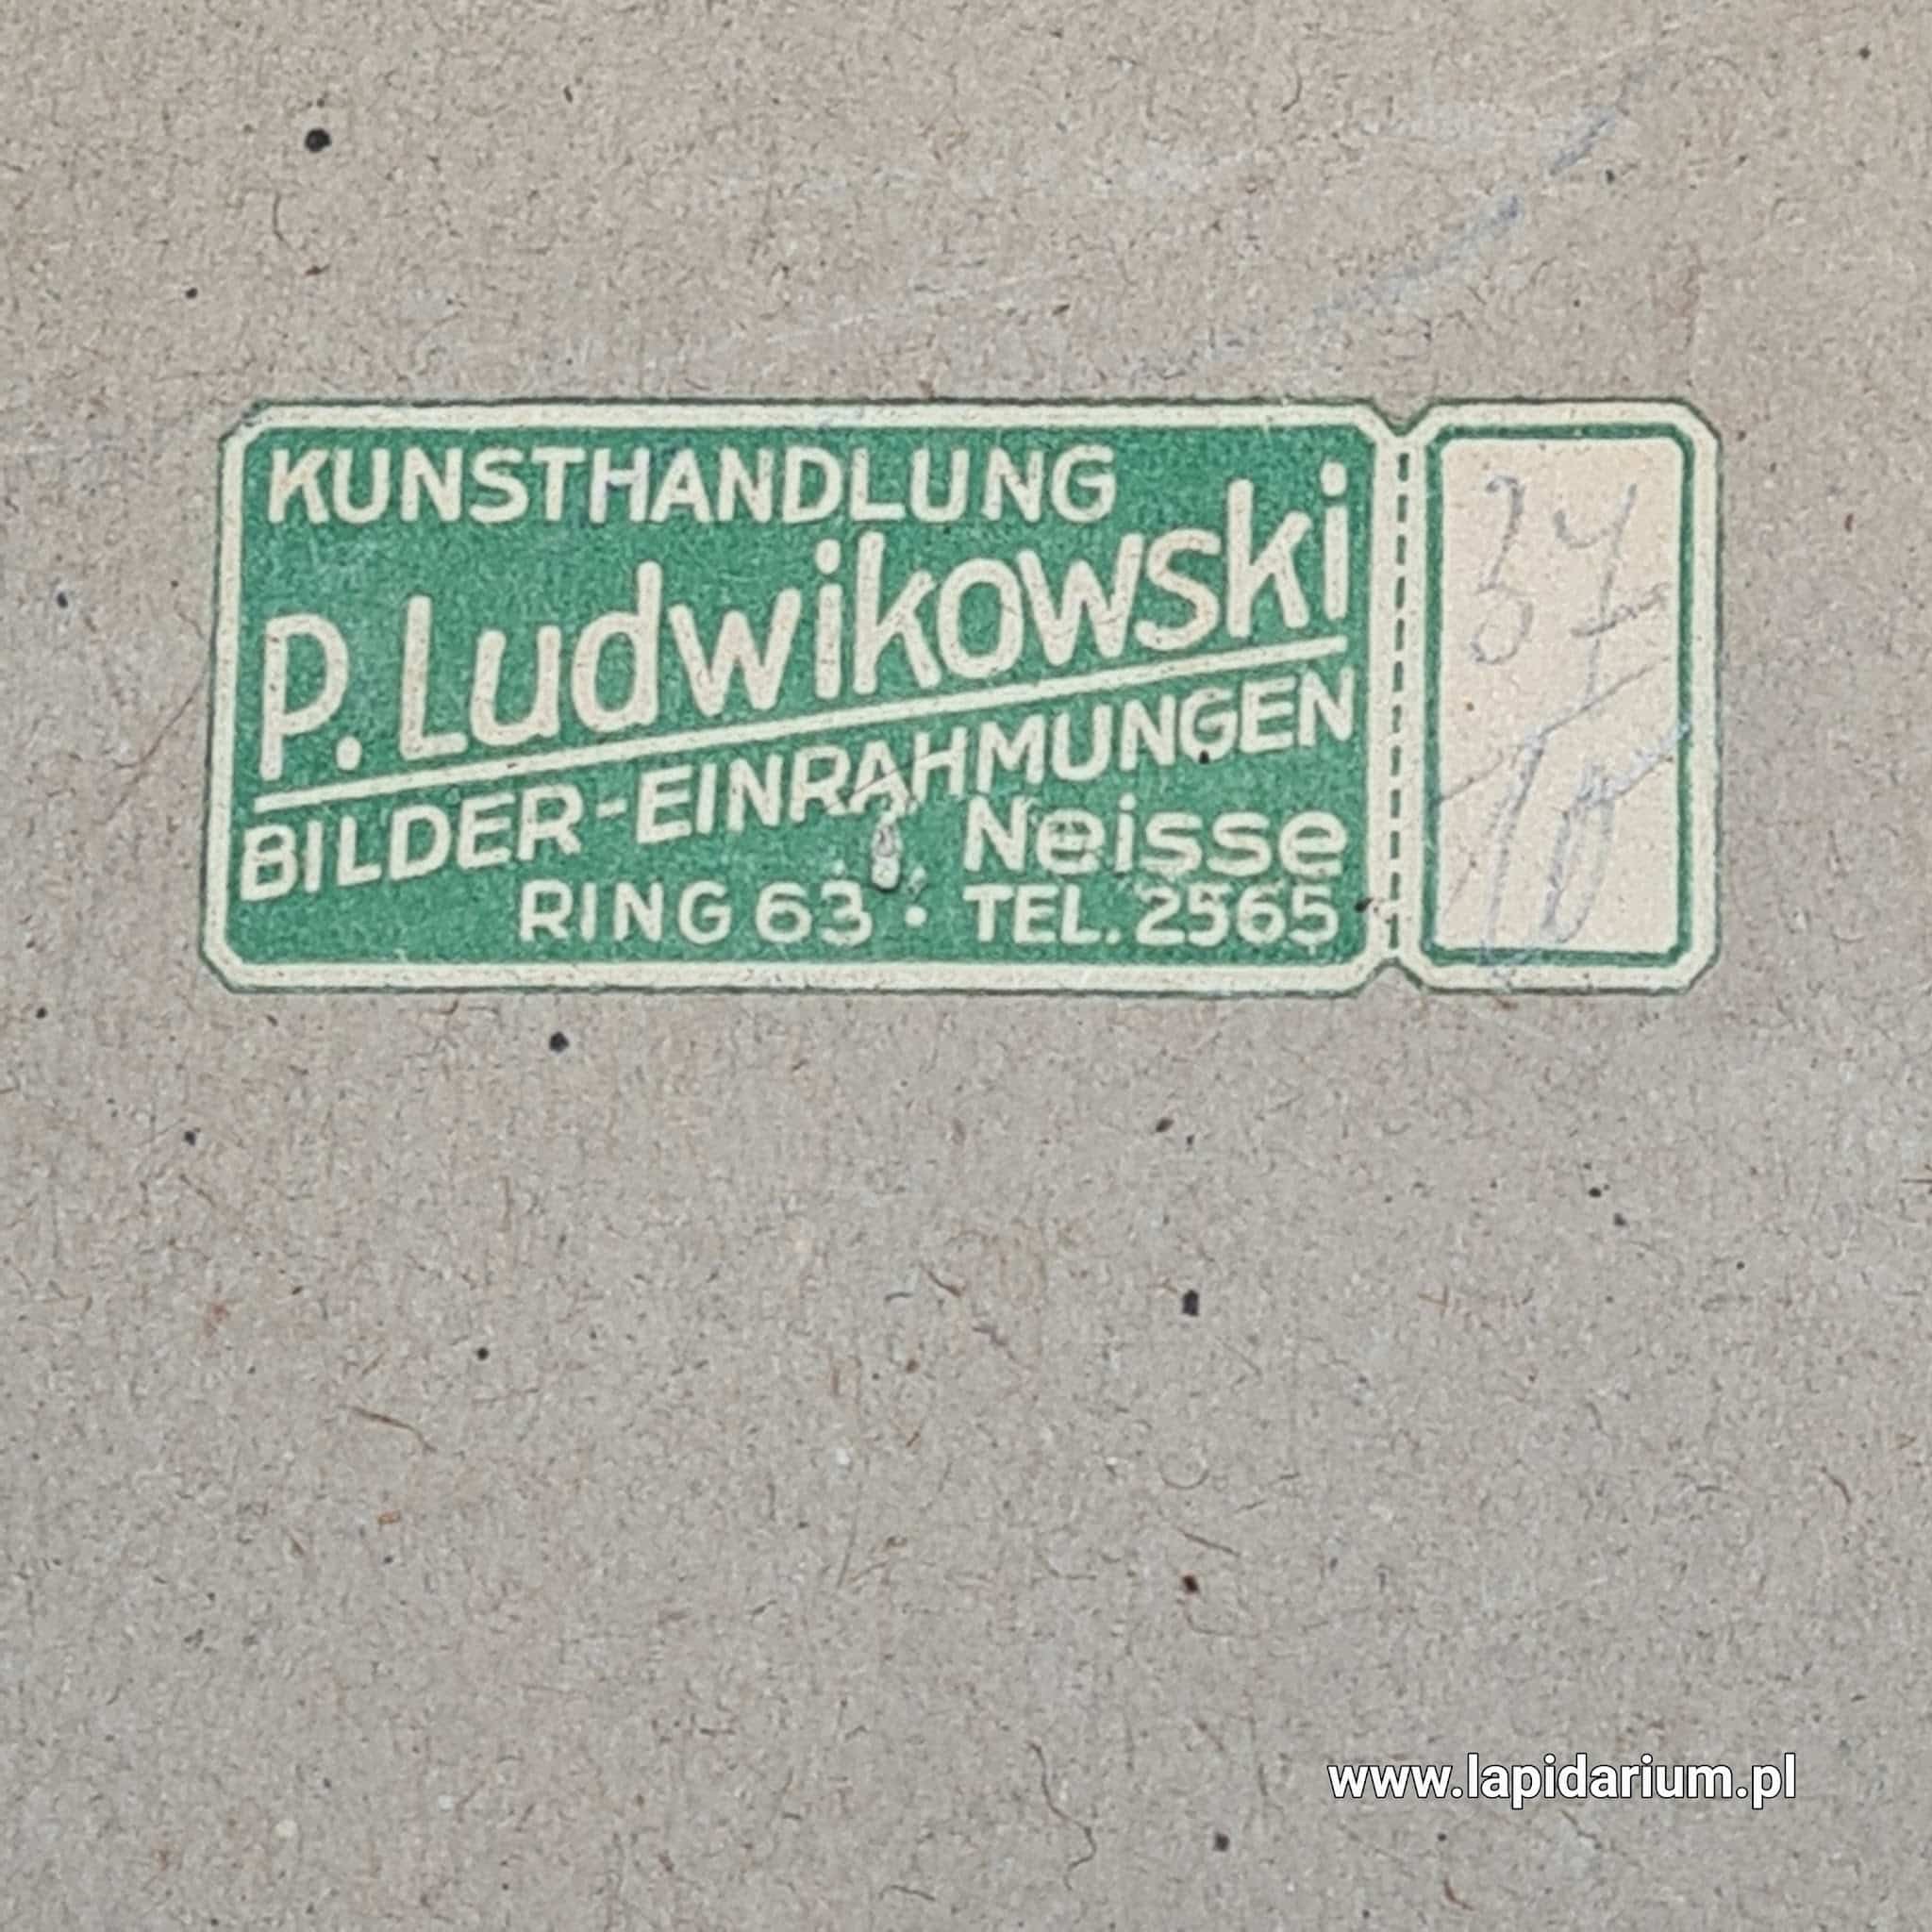 KUNSTHANDLUNG
P. Ludwikowski
BILDER-EINRAHMUNGEN
Neisse
RING 63 • TEL. 2565
www.lapidarium.pl